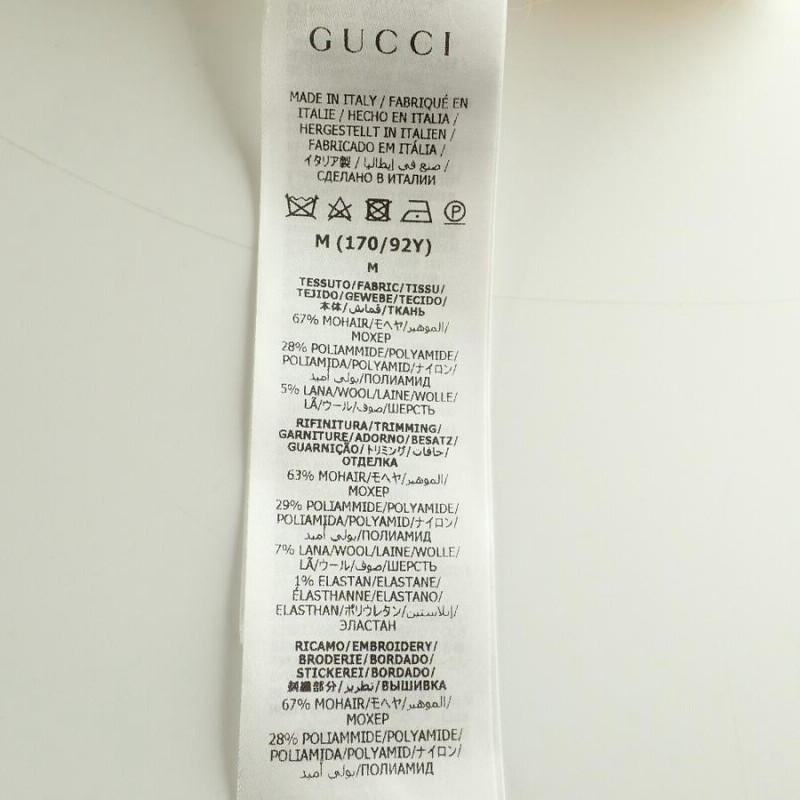 GUCCI
MADE IN ITALY / FABRIQUÉ EN
ITALIE / HECHO EN ITALIA /
HERGESTELLT IN ITALIEN /
FABRICADO EM ITÁLIA /
イタリア製 / صنع في إيطاليا /
СДЕЛАНО В ИТАЛИИ
P
M (170/92Y)
M
TESSUTO/FABRIC/TISSU/
TEJIDO/GEWEBE/TECIDO/
本体/قماش/ТКАНЬ
67% MOHAIR/モヘヤ/الموهير/
МОХЕР
28% POLIAMMIDE/POLYAMIDE/
POLIAMIDA/POLYAMID/ナイロン/
بولي أميد/ПОЛИАМИД
5% LANA/WOOL/LAINE/WOLLE/
LÃ/ウール/صوف/ШЕРСТЬ
RIFINITURA/TRIMMING/
GARNITURE/ADORNO/BESATZ/
GUARNIÇÃO/トリミング/حافات/
ОТДЕЛКА
63% MOHAIR/モヘヤ/الموهير/
МОХЕР
29% POLIAMMIDE/POLYAMIDE/
POLIAMIDA/POLYAMID/ナイロン/
بولي أميد/ПОЛИАМИД
7% LANA/WOOL/LAINE/WOLLE/
LÃ/ウール/صوف/ШЕРСТЬ
1% ELASTAN/ELASTANE/
ÉLASTHANNE/ELASTANO/
ELASTHAN/ポリウレタン/إيلاستين/
ЭЛАСТАН
RICAMO/EMBROIDERY/
BRODERIE/BORDADO/
STICKEREI/BORDADO/
刺繍部分/تطريز/ВЫШИВКА
67% MOHAIR/モヘヤ/الموهير/
МОХЕР
28% POLIAMMIDE/POLYAMIDE/
POLIAMIDA/POLYAMID/ナイロン/
بولي أميد/ПОЛИАМИД